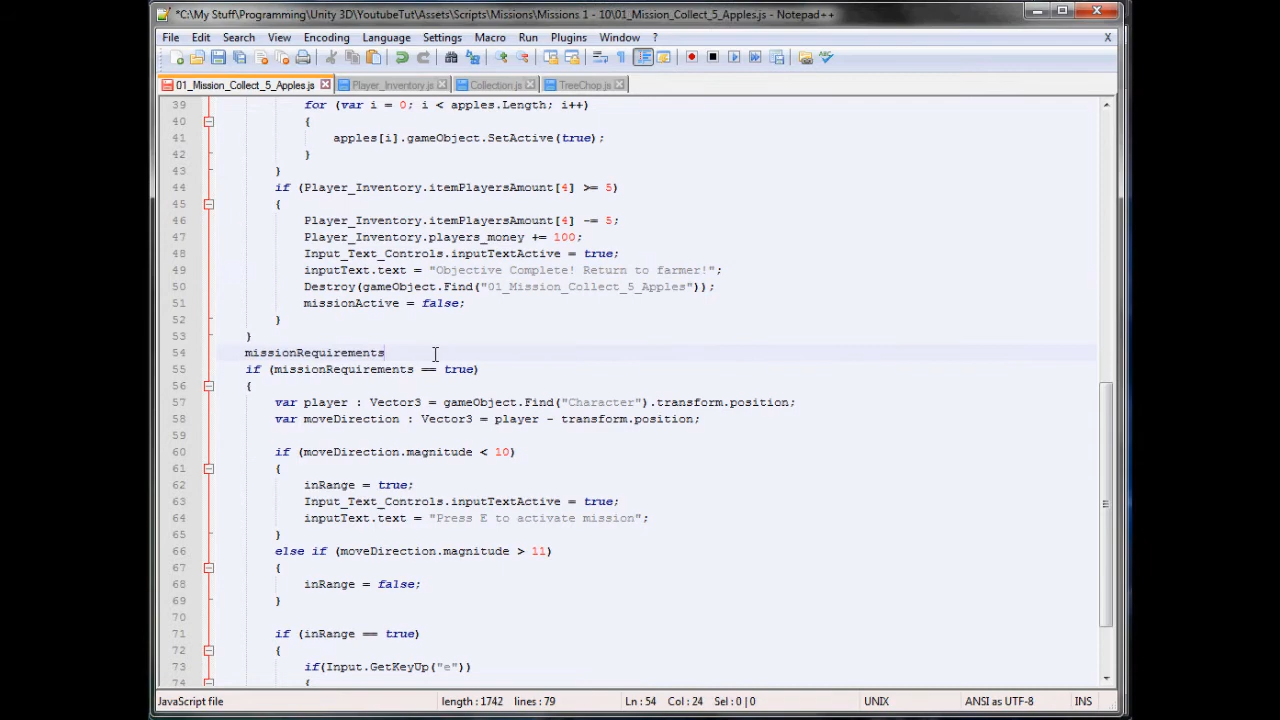 *C:\My Stuff\Programming\Unity 3D\YoutubeTut\Assets\Scripts\Missions\Missions 1 - 10\01_Mission_Collect_5_Apples.js - Notepad++
File Edit Search View Encoding Language Settings Macro Run Plugins Window ? X
01_Mission_Collect_5_Apples.js Player_Inventory.js Collection.js TreeChop.js
39 for (var i = 0; i < apples.Length; i++)
40 {
41 apples[i].gameObject.SetActive(true);
42 }
43 }
44 if (Player_Inventory.itemPlayersAmount[4] >= 5)
45 {
46 Player_Inventory.itemPlayersAmount[4] -= 5;
47 Player_Inventory.players_money += 100;
48 Input_Text_Controls.inputTextActive = true;
49 inputText.text = "Objective Complete! Return to farmer!";
50 Destroy(gameObject.Find("01_Mission_Collect_5_Apples"));
51 missionActive = false;
52 }
53 }
54 missionRequirements
55 if (missionRequirements == true)
56 {
57 var player : Vector3 = gameObject.Find("Character").transform.position;
58 var moveDirection : Vector3 = player - transform.position;
59
60 if (moveDirection.magnitude < 10)
61 {
62 inRange = true;
63 Input_Text_Controls.inputTextActive = true;
64 inputText.text = "Press E to activate mission";
65 }
66 else if (moveDirection.magnitude > 11)
67 {
68 inRange = false;
69 }
70
71 if (inRange == true)
72 {
73 if(Input.GetKeyUp("e"))
74 {
JavaScript file length : 1742 lines : 79 Ln : 54 Col : 24 Sel : 0 | 0 UNIX ANSI as UTF-8 INS